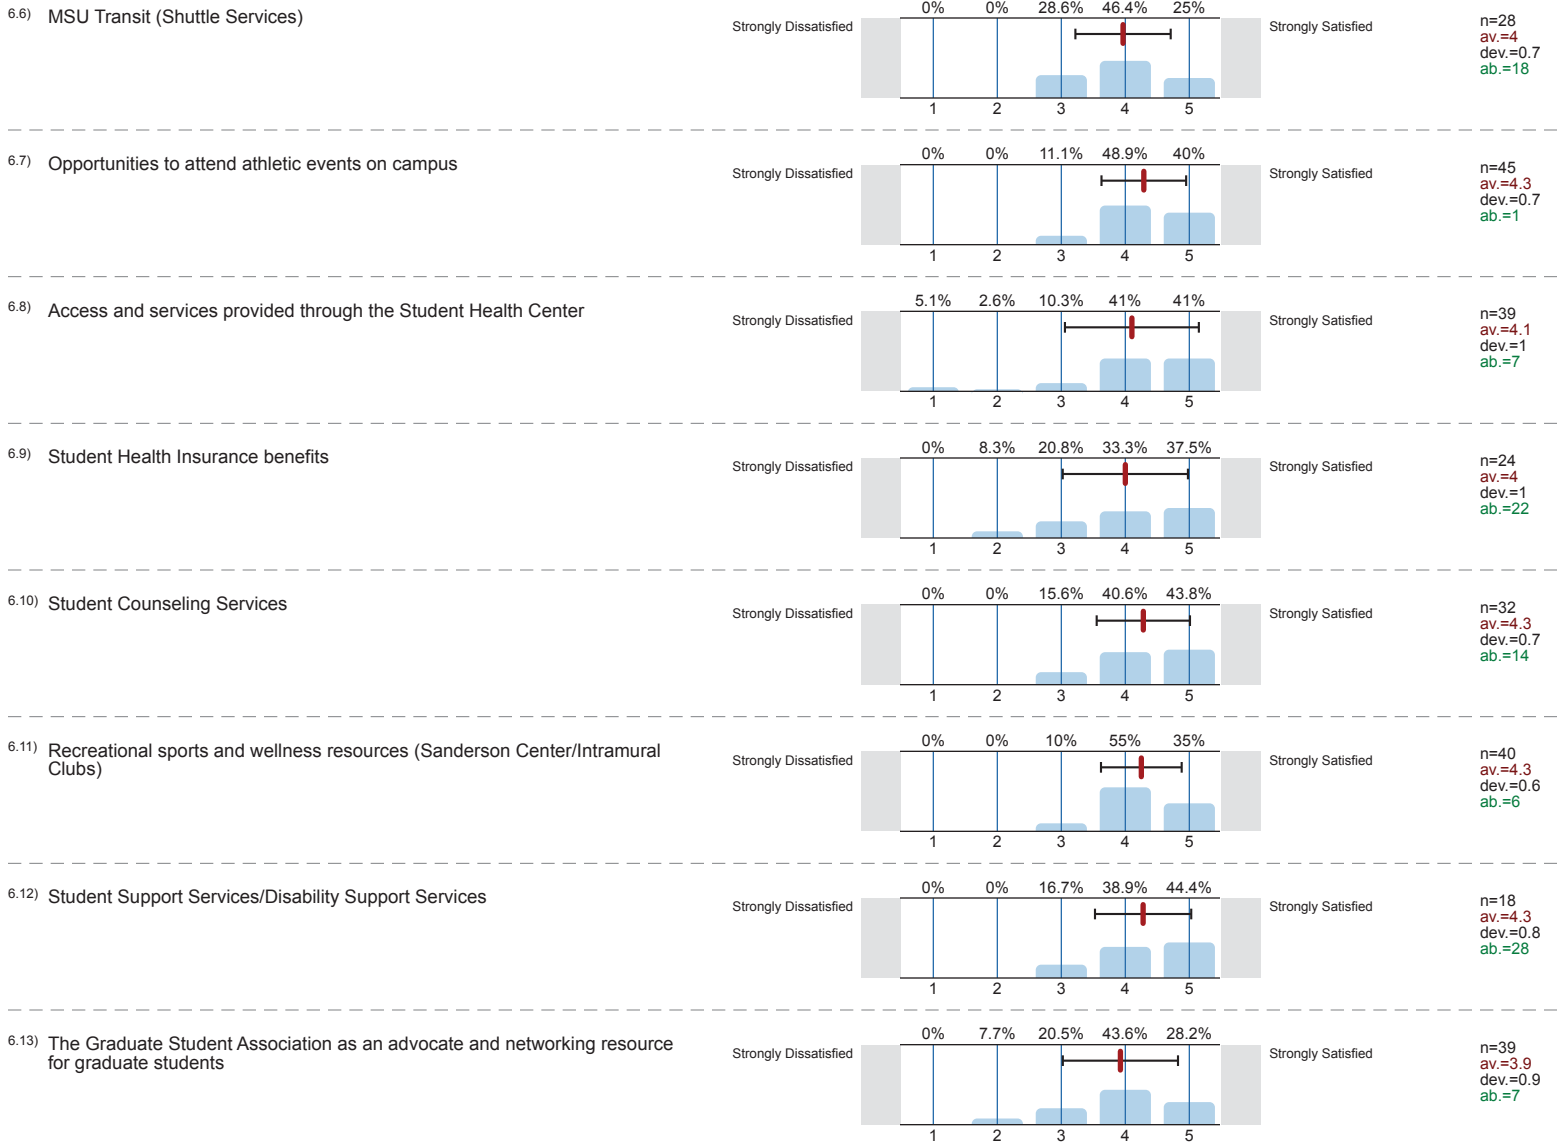 6.6) MSU Transit (Shuttle Services)
0% 0% 28.6% 46.4% 25%
Strongly Dissatisfied
Strongly Satisfied
n=28
av.=4
dev.=0.7
ab.=18
1 2 3 4 5
6.7) Opportunities to attend athletic events on campus
0% 0% 11.1% 48.9% 40%
Strongly Dissatisfied
Strongly Satisfied
n=45
av.=4.3
dev.=0.7
ab.=1
1 2 3 4 5
6.8) Access and services provided through the Student Health Center
5.1% 2.6% 10.3% 41% 41%
Strongly Dissatisfied
Strongly Satisfied
n=39
av.=4.1
dev.=1
ab.=7
1 2 3 4 5
6.9) Student Health Insurance benefits
0% 8.3% 20.8% 33.3% 37.5%
Strongly Dissatisfied
Strongly Satisfied
n=24
av.=4
dev.=1
ab.=22
1 2 3 4 5
6.10) Student Counseling Services
0% 0% 15.6% 40.6% 43.8%
Strongly Dissatisfied
Strongly Satisfied
n=32
av.=4.3
dev.=0.7
ab.=14
1 2 3 4 5
6.11) Recreational sports and wellness resources (Sanderson Center/Intramural
Clubs)
0% 0% 10% 55% 35%
Strongly Dissatisfied
Strongly Satisfied
n=40
av.=4.3
dev.=0.6
ab.=6
1 2 3 4 5
6.12) Student Support Services/Disability Support Services
0% 0% 16.7% 38.9% 44.4%
Strongly Dissatisfied
Strongly Satisfied
n=18
av.=4.3
dev.=0.8
ab.=28
1 2 3 4 5
6.13) The Graduate Student Association as an advocate and networking resource
for graduate students
0% 7.7% 20.5% 43.6% 28.2%
Strongly Dissatisfied
Strongly Satisfied
n=39
av.=3.9
dev.=0.9
ab.=7
1 2 3 4 5